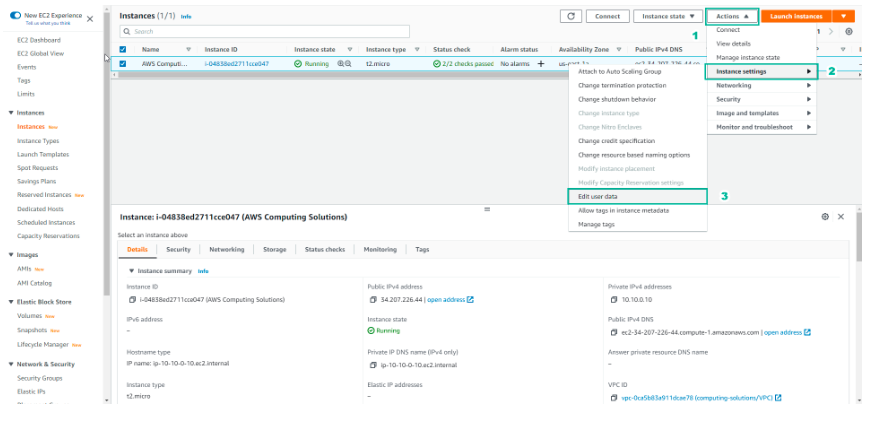 New EC2 Experience
Tell us what you think
EC2 Dashboard
EC2 Global View
Events
Tags
Limits
Instances
Instances New
Instance Types
Launch Templates
Spot Requests
Savings Plans
Reserved Instances New
Dedicated Hosts
Scheduled Instances
Capacity Reservations
Images
AMIs New
AMI Catalog
Elastic Block Store
Volumes New
Snapshots New
Lifecycle Manager New
Network & Security
Security Groups
Elastic IPs
Instances (1/1) Info
Connect
Instance state
Actions
Launch instances
Search
1
1
Name
Instance ID
Instance state
Instance type
Status check
Alarm status
Availability Zone
Public IPv4 DNS
AWS Computi...
i-04838ed2711cce047
Running
t2.micro
2/2 checks passed
No alarms +
Connect
View details
Manage instance state
Instance settings
2
Networking
Security
Image and templates
Monitor and troubleshoot
Attach to Auto Scaling Group
Change termination protection
Change shutdown behavior
Change instance type
Change Nitro Enclaves
Change credit specification
Change resource based naming options
Modify instance placement
Modify Capacity Reservation settings
Edit user data
3
Allow tags in instance metadata
Manage tags
Instance: i-04838ed2711cce047 (AWS Computing Solutions)
Select an instance above
Details
Security
Networking
Storage
Status checks
Monitoring
Tags
Instance summary Info
Instance ID
i-04838ed2711cce047 (AWS Computing Solutions)
Public IPv4 address
34.207.226.44 | open address
Private IPv4 addresses
10.10.0.10
IPv6 address
–
Instance state
Running
Public IPv4 DNS
ec2-34-207-226-44.compute-1.amazonaws.com | open address
Hostname type
IP name: ip-10-10-0-10.ec2.internal
Private IP DNS name (IPv4 only)
ip-10-10-0-10.ec2.internal
Answer private resource DNS name
–
Instance type
t2.micro
Elastic IP addresses
–
VPC ID
vpc-0ca5b83a911dcae78 (computing-solutions/VPC)